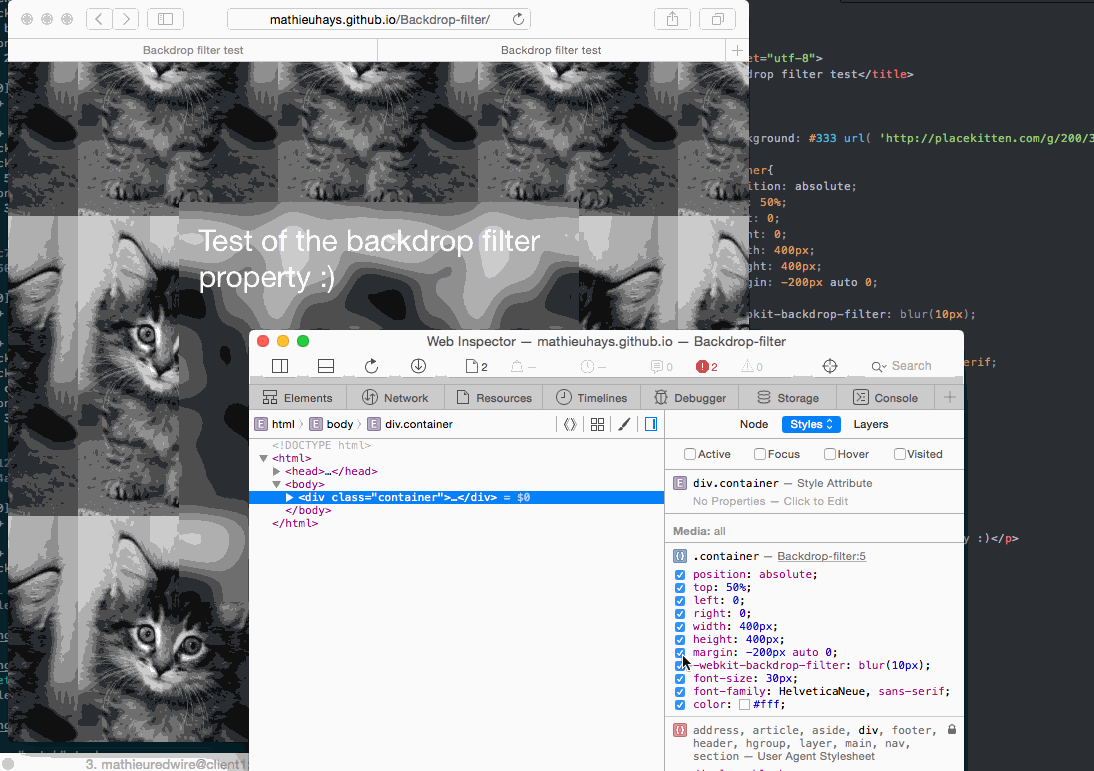 mathieuhays.github.io/Backdrop-filter/
Backdrop filter test
Backdrop filter test
et="utf-8">
drop filter test</title>
kground: #333 url( 'http://placekitten.com/g/200/3
ner{
ition: absolute;
50%;
t: 0;
ht: 0;
th: 400px;
ght: 400px;
gin: -200px auto 0;
bkit-backdrop-filter: blur(10px);
erif;
y :)</p>
Test of the backdrop filter
property :)
Web Inspector — mathieuhays.github.io — Backdrop-filter
2 — — 0 2 0 Search
Elements Network Resources Timelines Debugger Storage Console
E html E body E div.container
Node Styles Layers
Active Focus Hover Visited
<!DOCTYPE html>
<html>
<head>…</head>
<body>
<div class="container">…</div> = $0
</body>
</html>
E div.container — Style Attribute
No Properties — Click to Edit
Media: all
{} .container — Backdrop-filter:5
position: absolute;
top: 50%;
left: 0;
right: 0;
width: 400px;
height: 400px;
margin: -200px auto 0;
-webkit-backdrop-filter: blur(10px);
font-size: 30px;
font-family: HelveticaNeue, sans-serif;
color: #fff;
{} address, article, aside, div, footer,
header, hgroup, layer, main, nav,
section — User Agent Stylesheet
3. mathieuredwire@client1: